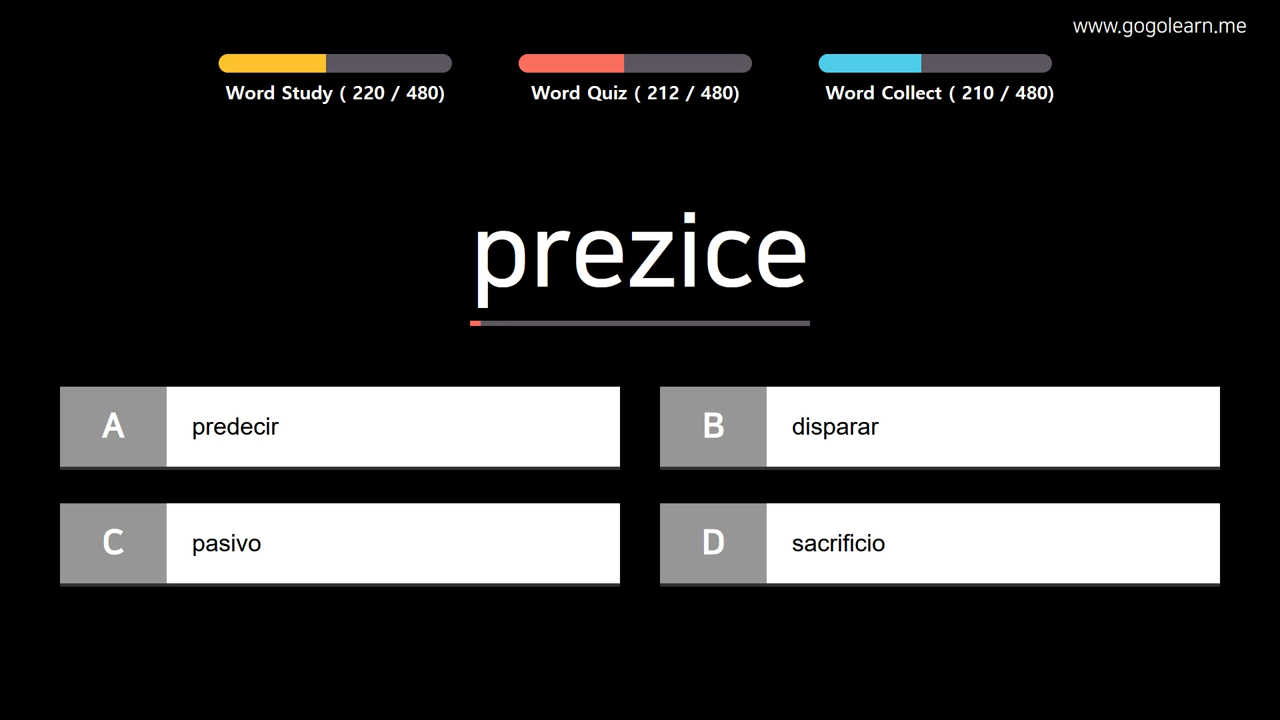 www.gogolearn.me
Word Study ( 220 / 480)
Word Quiz ( 212 / 480)
Word Collect ( 210 / 480)
prezice
A predecir
B disparar
C pasivo
D sacrificio